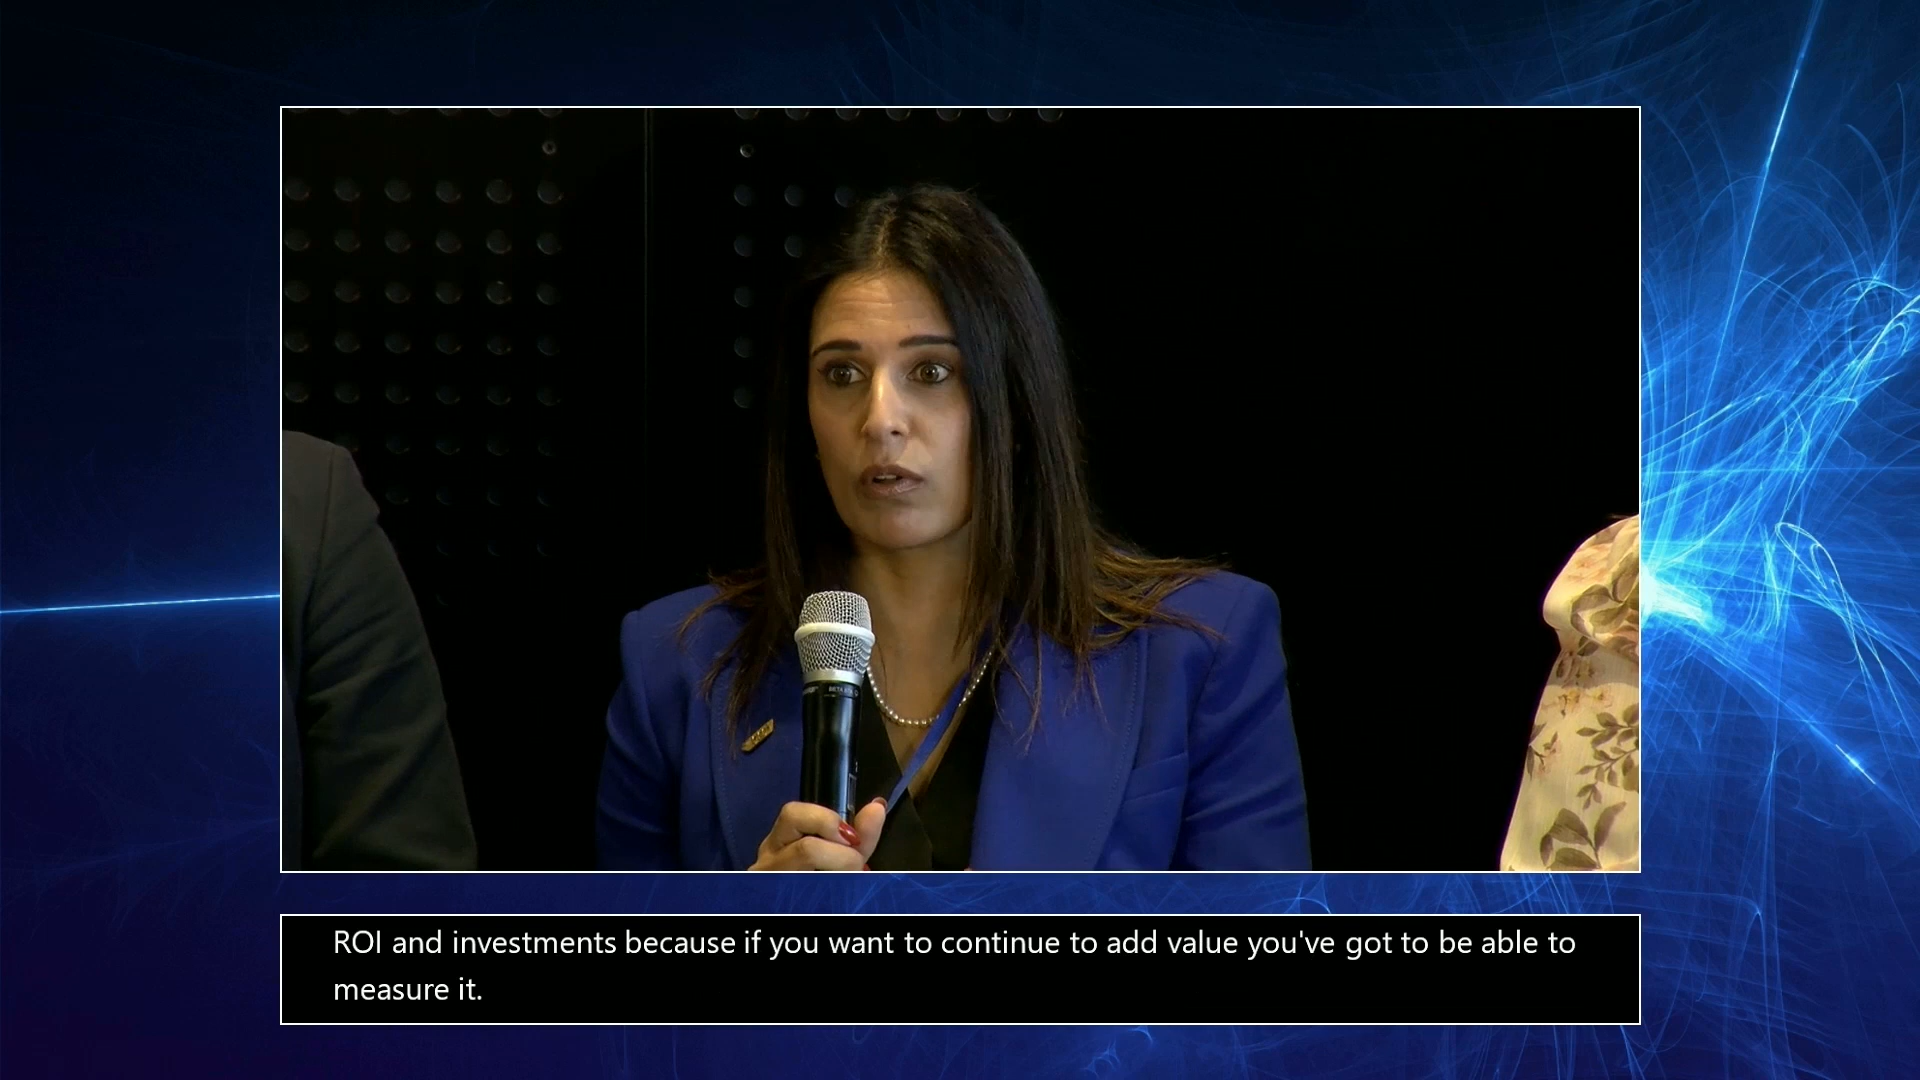 ROI and investments because if you want to continue to add value you've got to be able to
measure it.